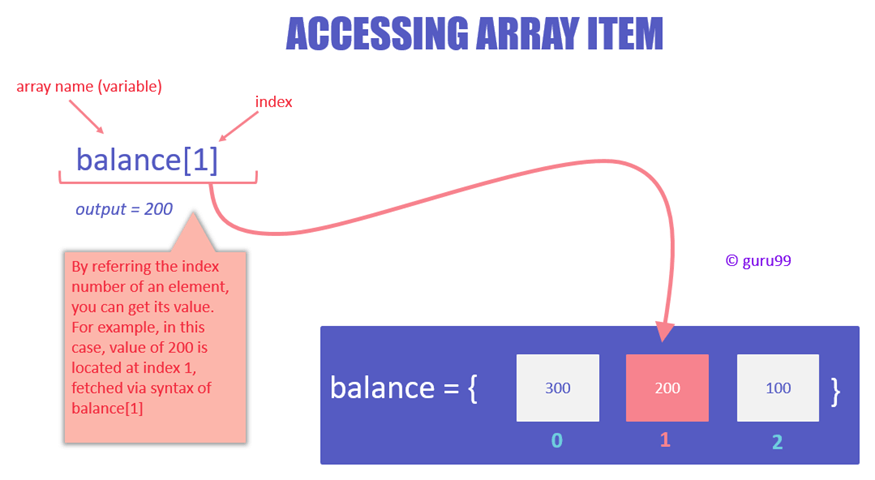 ACCESSING ARRAY ITEM
array name (variable)
index
balance[1]
output = 200
By referring the index
number of an element,
you can get its value.
For example, in this
case, value of 200 is
located at index 1,
fetched via syntax of
balance[1]
© guru99
balance = { 300 200 100 }
0 1 2